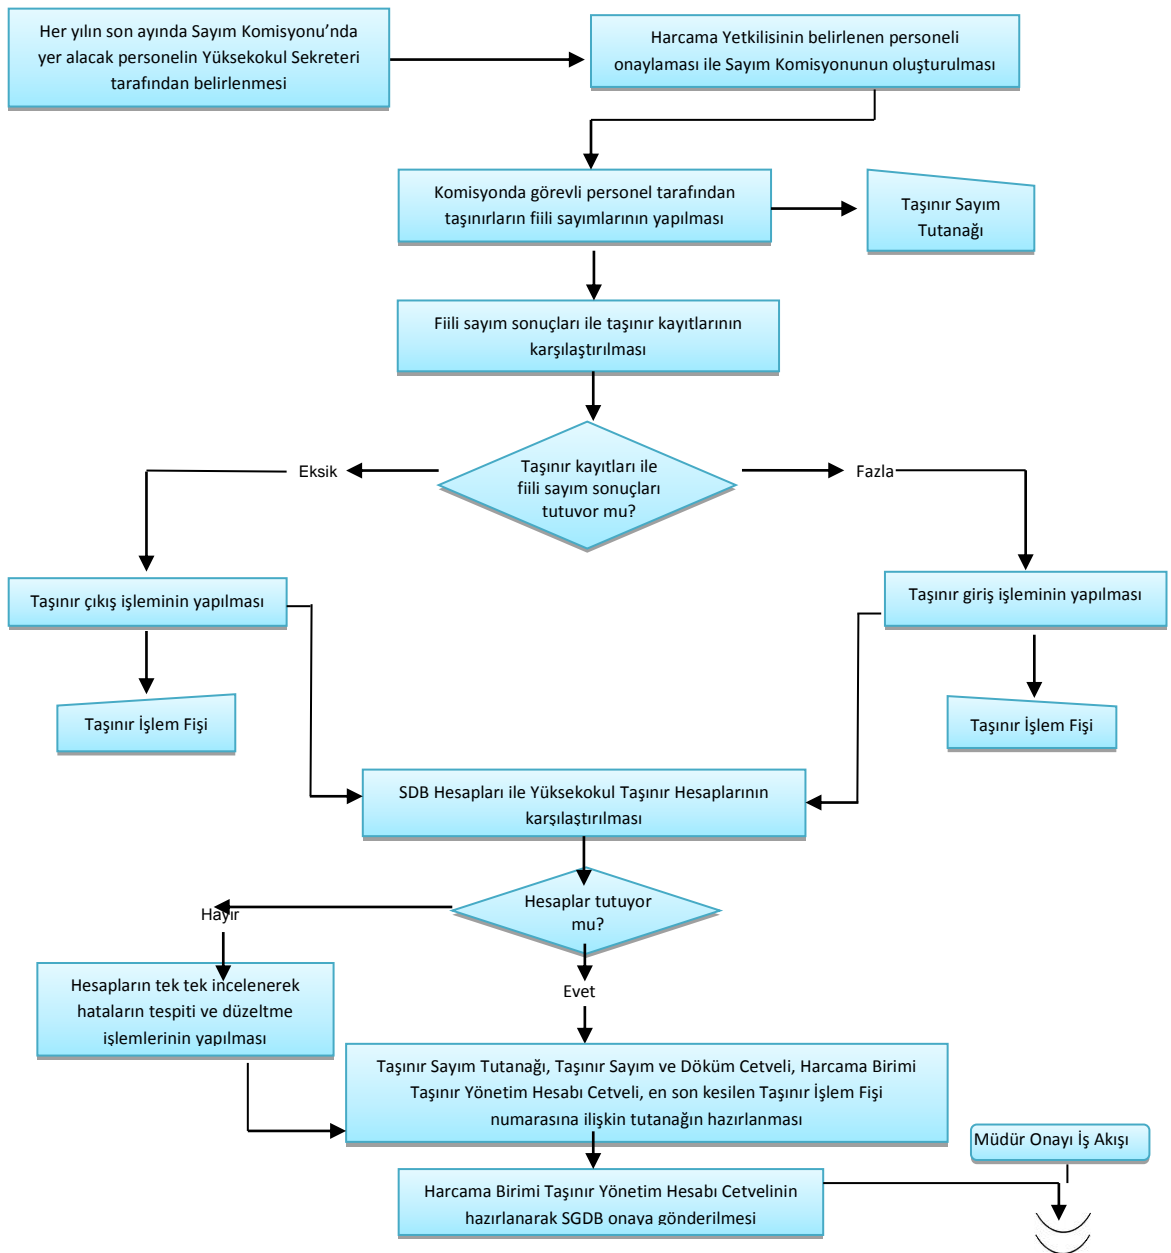 Her yılın son ayında Sayım Komisyonu’nda
yer alacak personelin Yüksekokul Sekreteri
tarafından belirlenmesi
Harcama Yetkilisinin belirlenen personeli
onaylaması ile Sayım Komisyonunun oluşturulması
Komisyonda görevli personel tarafından
taşınırların fiili sayımlarının yapılması
Taşınır Sayım
Tutanağı
Fiili sayım sonuçları ile taşınır kayıtlarının
karşılaştırılması
Taşınır kayıtları ile
fiili sayım sonuçları
tutuyor mu?
Eksik
Fazla
Taşınır çıkış işleminin yapılması
Taşınır giriş işleminin yapılması
Taşınır İşlem Fişi
Taşınır İşlem Fişi
SDB Hesapları ile Yüksekokul Taşınır Hesaplarının
karşılaştırılması
Hesaplar tutuyor
mu?
Hayır
Evet
Hesapların tek tek incelenerek
hataların tespiti ve düzeltme
işlemlerinin yapılması
Taşınır Sayım Tutanağı, Taşınır Sayım ve Döküm Cetveli, Harcama Birimi
Taşınır Yönetim Hesabı Cetveli, en son kesilen Taşınır İşlem Fişi
numarasına ilişkin tutanağın hazırlanması
Müdür Onayı İş Akışı
Harcama Birimi Taşınır Yönetim Hesabı Cetvelinin
hazırlanarak SGDB onaya gönderilmesi